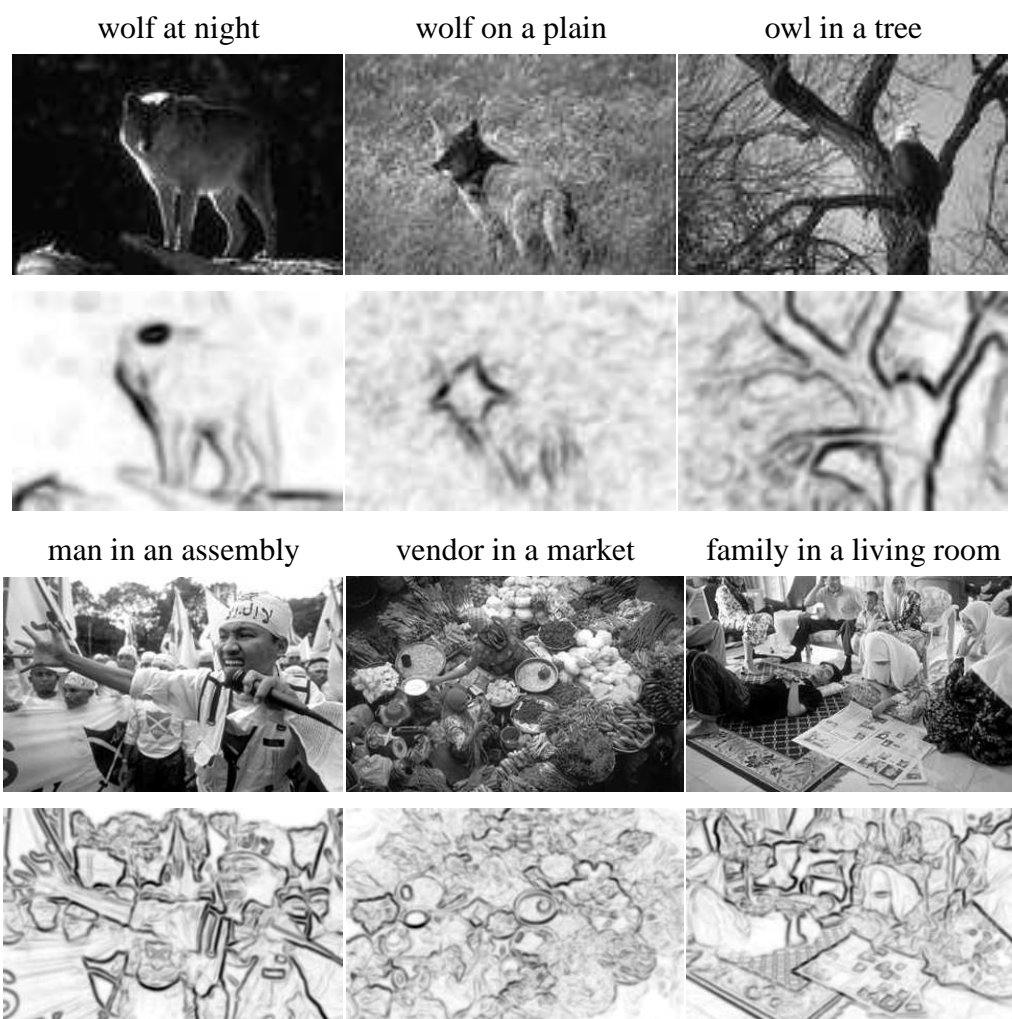 wolf at night
wolf on a plain
owl in a tree
man in an assembly
vendor in a market
family in a living room